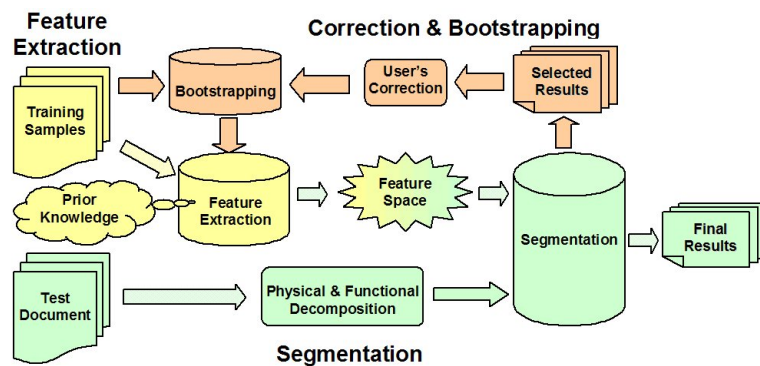 Feature
Extraction
Correction & Bootstrapping
Training
Samples
Bootstrapping
User's
Correction
Selected
Results
Prior
Knowledge
Feature
Extraction
Feature
Space
Segmentation
Final
Results
Test
Document
Physical & Functional
Decomposition
Segmentation